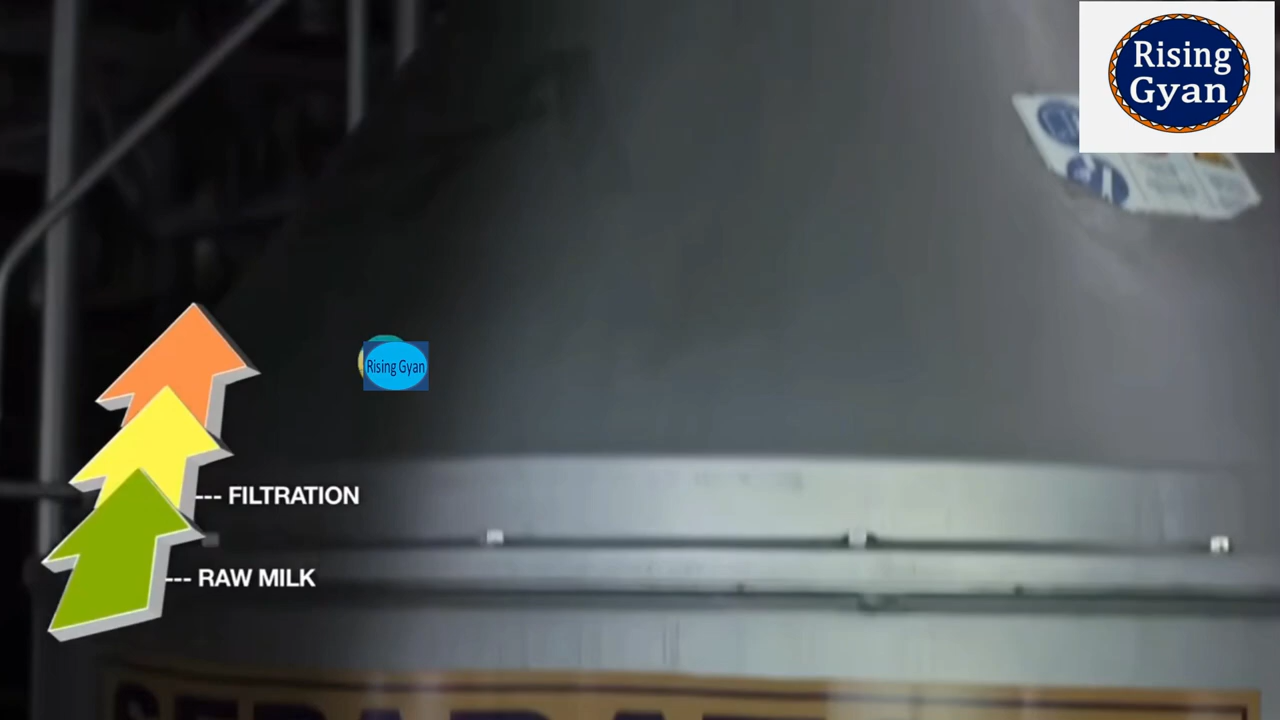 Rising
Gyan
Rising Gyan
--- FILTRATION
--- RAW MILK